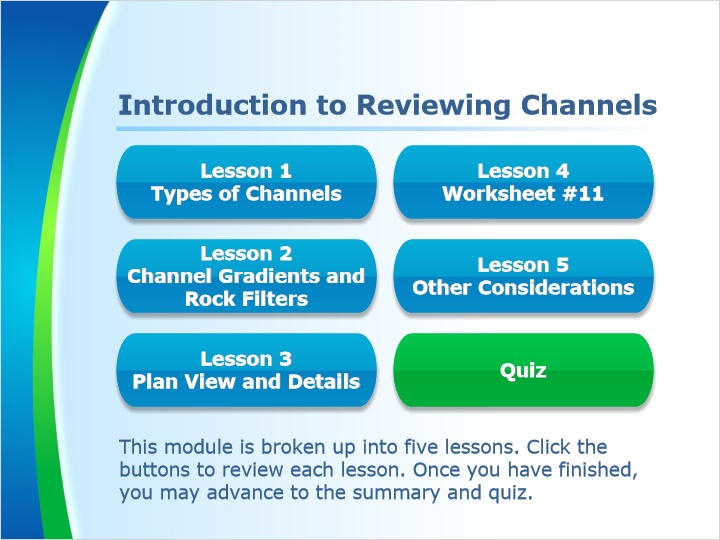 Introduction to Reviewing Channels
Lesson 1
Types of Channels
Lesson 2
Channel Gradients and
Rock Filters
Lesson 3
Plan View and Details
Lesson 4
Worksheet #11
Lesson 5
Other Considerations
Quiz
This module is broken up into five lessons. Click the
buttons to review each lesson. Once you have finished,
you may advance to the summary and quiz.